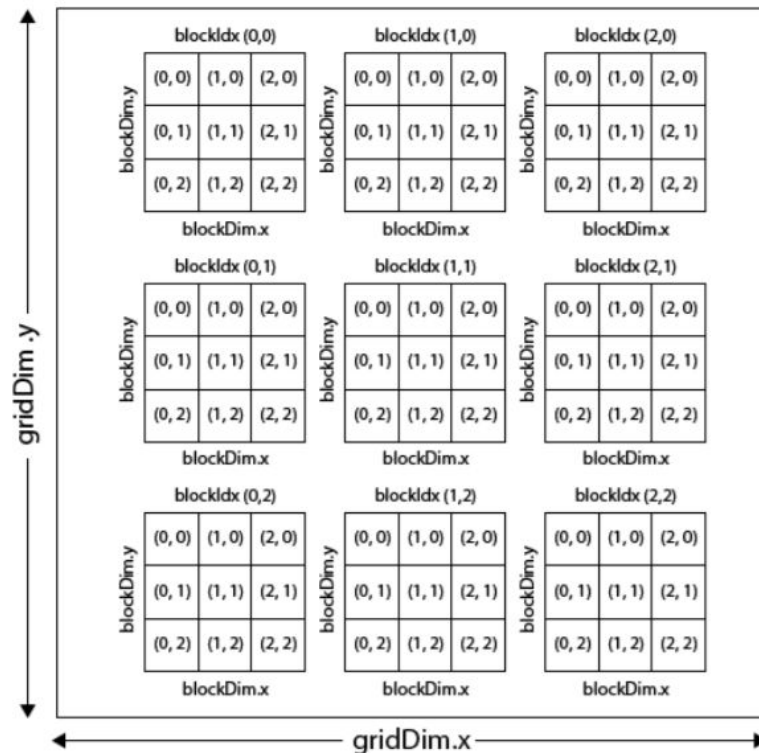 blockIdx (0,0) blockIdx (1,0) blockIdx (2,0)
blockDim.y (0, 0) (1, 0) (2, 0) blockDim.y (0, 0) (1, 0) (2, 0) blockDim.y (0, 0) (1, 0) (2, 0)
(0, 1) (1, 1) (2, 1) (0, 1) (1, 1) (2, 1) (0, 1) (1, 1) (2, 1)
(0, 2) (1, 2) (2, 2) (0, 2) (1, 2) (2, 2) (0, 2) (1, 2) (2, 2)
blockDim.x blockDim.x blockDim.x
blockIdx (0,1) blockIdx (1,1) blockIdx (2,1)
gridDim .y
blockDim.y (0, 0) (1, 0) (2, 0) blockDim.y (0, 0) (1, 0) (2, 0) blockDim.y (0, 0) (1, 0) (2, 0)
(0, 1) (1, 1) (2, 1) (0, 1) (1, 1) (2, 1) (0, 1) (1, 1) (2, 1)
(0, 2) (1, 2) (2, 2) (0, 2) (1, 2) (2, 2) (0, 2) (1, 2) (2, 2)
blockDim.x blockDim.x blockDim.x
blockIdx (0,2) blockIdx (1,2) blockIdx (2,2)
blockDim.y (0, 0) (1, 0) (2, 0) blockDim.y (0, 0) (1, 0) (2, 0) blockDim.y (0, 0) (1, 0) (2, 0)
(0, 1) (1, 1) (2, 1) (0, 1) (1, 1) (2, 1) (0, 1) (1, 1) (2, 1)
(0, 2) (1, 2) (2, 2) (0, 2) (1, 2) (2, 2) (0, 2) (1, 2) (2, 2)
blockDim.x blockDim.x blockDim.x
gridDim.x